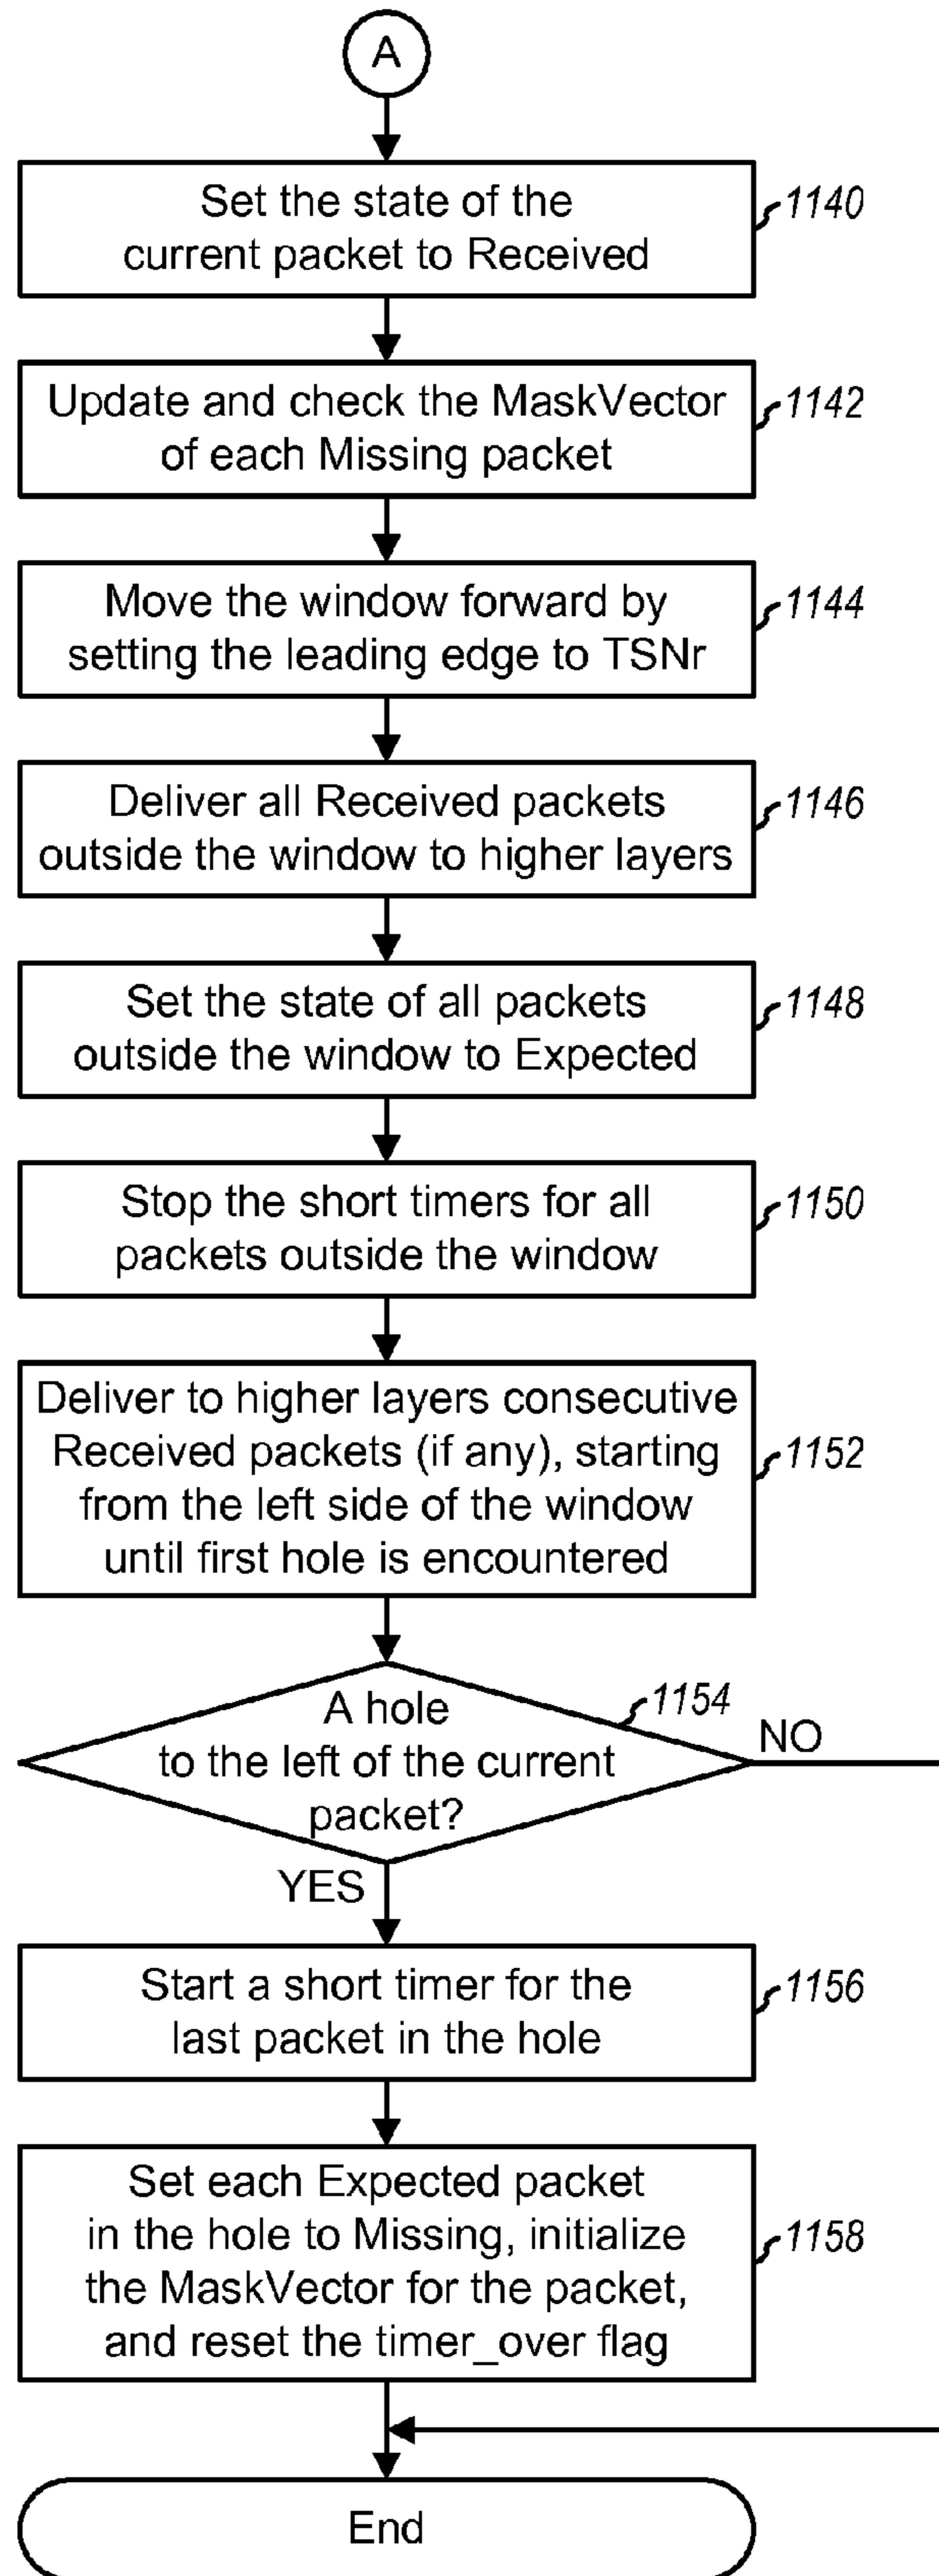 A
Set the state of the
current packet to Received
1140
Update and check the MaskVector
of each Missing packet
1142
Move the window forward by
setting the leading edge to TSNr
1144
Deliver all Received packets
outside the window to higher layers
1146
Set the state of all packets
outside the window to Expected
1148
Stop the short timers for all
packets outside the window
1150
Deliver to higher layers consecutive
Received packets (if any), starting
from the left side of the window
until first hole is encountered
1152
A hole
to the left of the current
packet?
1154
NO
YES
Start a short timer for the
last packet in the hole
1156
Set each Expected packet
in the hole to Missing, initialize
the MaskVector for the packet,
and reset the timer_over flag
1158
End